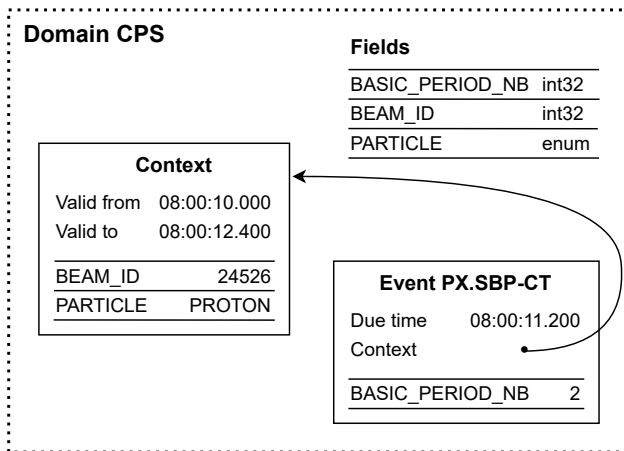 Domain CPS
Fields
BASIC_PERIOD_NB int32
BEAM_ID int32
PARTICLE enum
Context
Valid from 08:00:10.000
Valid to 08:00:12.400
BEAM_ID 24526
PARTICLE PROTON
Event PX.SBP-CT
Due time 08:00:11.200
Context
BASIC_PERIOD_NB 2